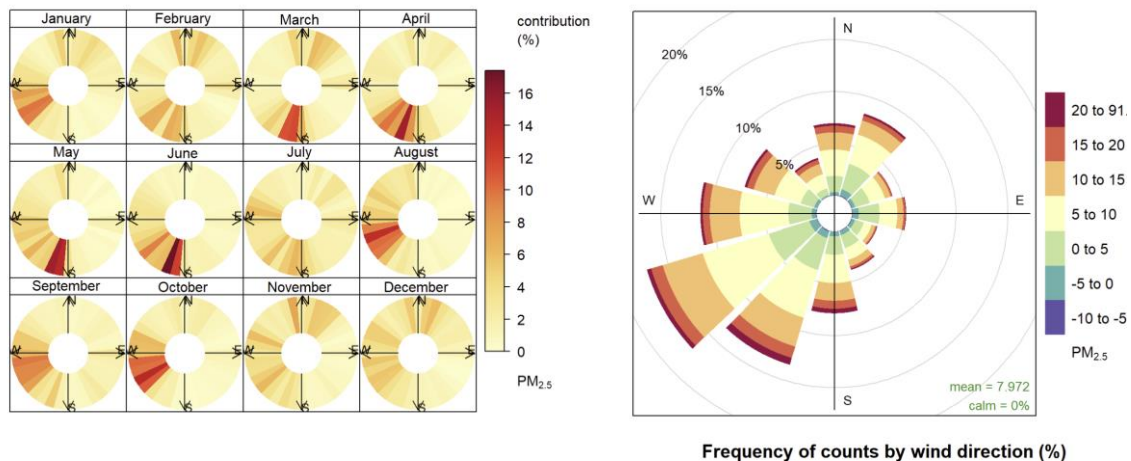 January February March April
N N N N
W E W E W E W E
S S S S
May June July August
N N N N
W E W E W E W E
S S S S
September October November December
N N N N
W E W E W E W E
S S S S
contribution
(%)
16
14
12
10
8
6
4
2
0
PM2.5
N
20%
15%
10%
5%
W E
S
mean = 7.972
calm = 0%
20 to 91.
15 to 20
10 to 15
5 to 10
0 to 5
-5 to 0
-10 to -5
PM2.5
Frequency of counts by wind direction (%)